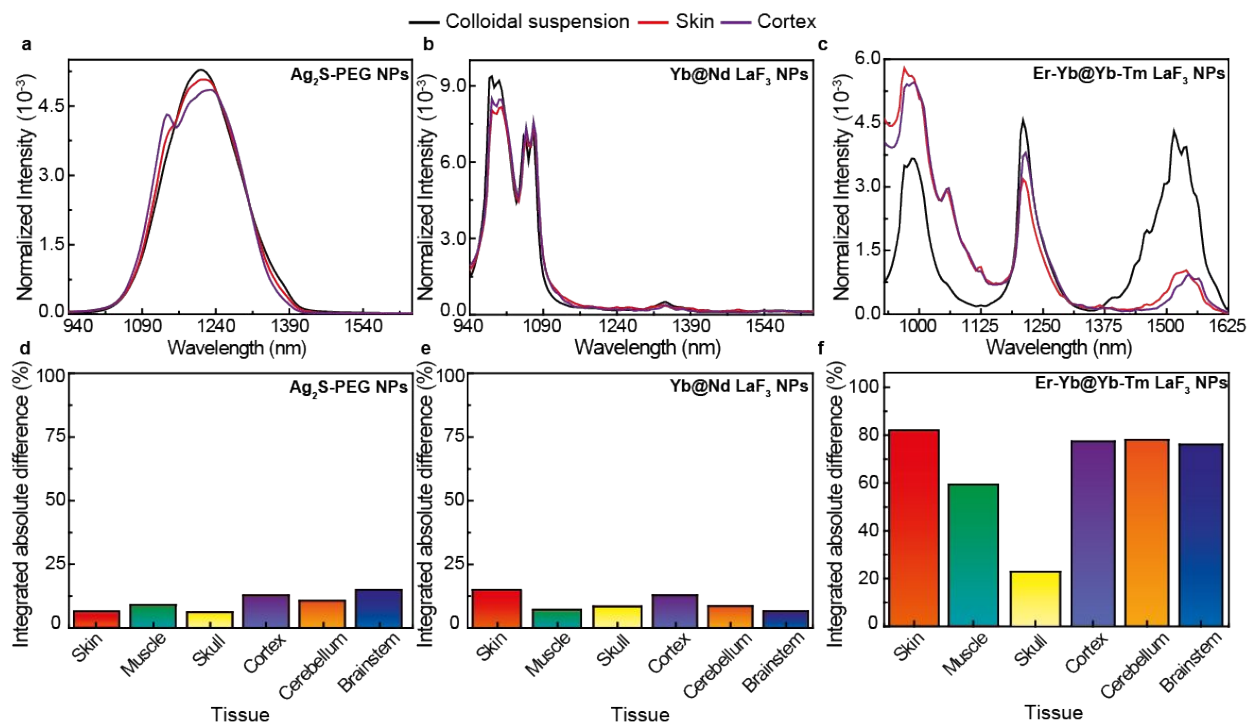 Colloidal suspension Skin Cortex
a
Ag2S-PEG NPs
Normalized Intensity (10-3)
4.5
3.0
1.5
0.0
940 1090 1240 1390 1540
Wavelength (nm)
b
Yb@Nd LaF3 NPs
Normalized Intensity (10-3)
9.0
6.0
3.0
0.0
940 1090 1240 1390 1540
Wavelength (nm)
c
Er-Yb@Yb-Tm LaF3 NPs
Normalized Intensity (10-3)
6.0
4.5
3.0
1.5
0.0
1000 1125 1250 1375 1500 1625
Wavelength (nm)
d
Ag2S-PEG NPs
Integrated absolute difference (%)
100
75
50
25
0
Skin Muscle Skull Cortex Cerebellum Brainstem
Tissue
e
Yb@Nd LaF3 NPs
Integrated absolute difference (%)
100
75
50
25
0
Skin Muscle Skull Cortex Cerebellum Brainstem
Tissue
f
Er-Yb@Yb-Tm LaF3 NPs
Integrated absolute difference (%)
100
80
60
40
20
0
Skin Muscle Skull Cortex Cerebellum Brainstem
Tissue